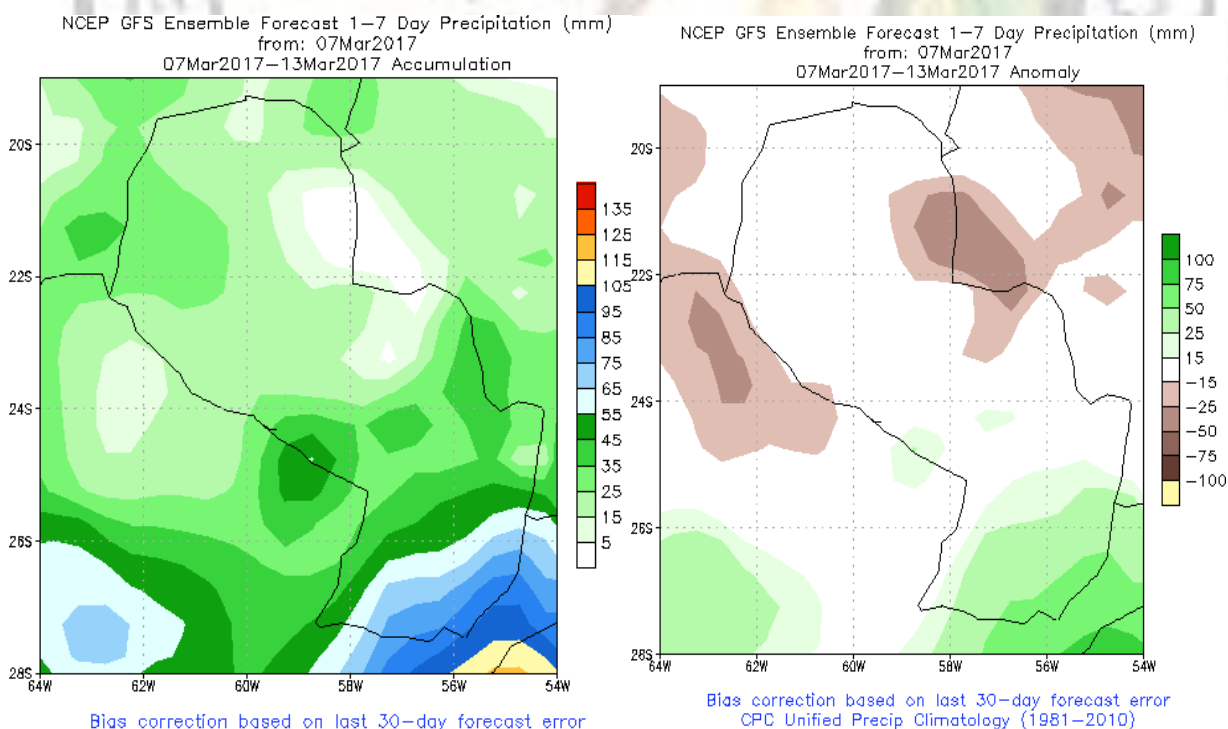 NCEP GFS Ensemble Forecast 1-7 Day Precipitation (mm)
from: 07Mar2017
07Mar2017-13Mar2017 Accumulation
20S
22S
24S
26S
28S
64W 62W 60W 58W 56W 54W
135
125
115
105
95
85
75
65
55
45
35
25
15
5
Bias correction based on last 30-day forecast error
NCEP GFS Ensemble Forecast 1-7 Day Precipitation (mm)
from: 07Mar2017
07Mar2017-13Mar2017 Anomaly
20S
22S
24S
26S
28S
64W 62W 60W 58W 56W 54W
100
75
50
25
15
-15
-25
-50
-75
-100
Bias correction based on last 30-day forecast error
CPC Unified Precip Climatology (1981-2010)